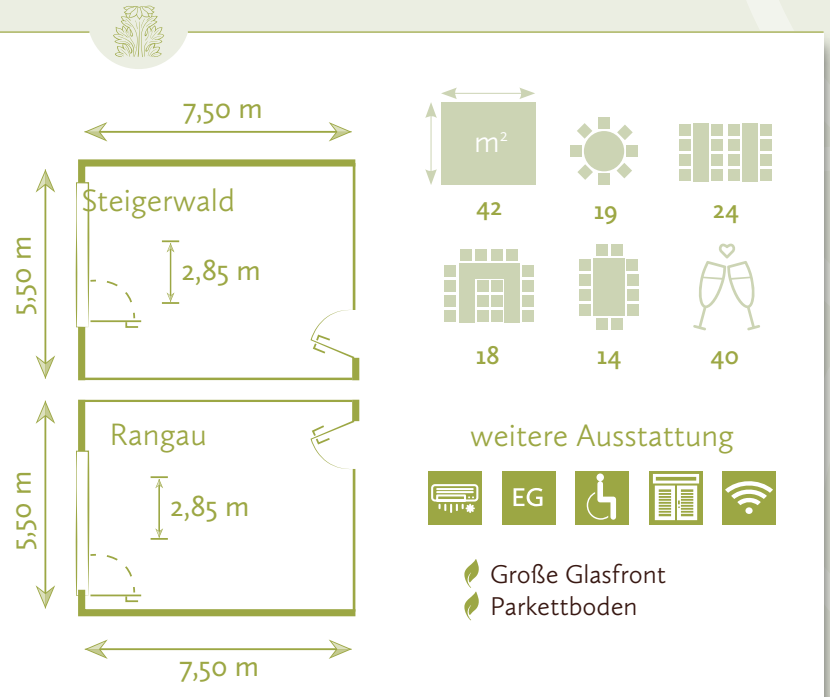 7,50 m
Steigerwald
5,50 m
2,85 m
Rangau
5,50 m
2,85 m
7,50 m
m²
42
19
24
18
14
40
weitere Ausstattung
EG
Große Glasfront
Parkettboden